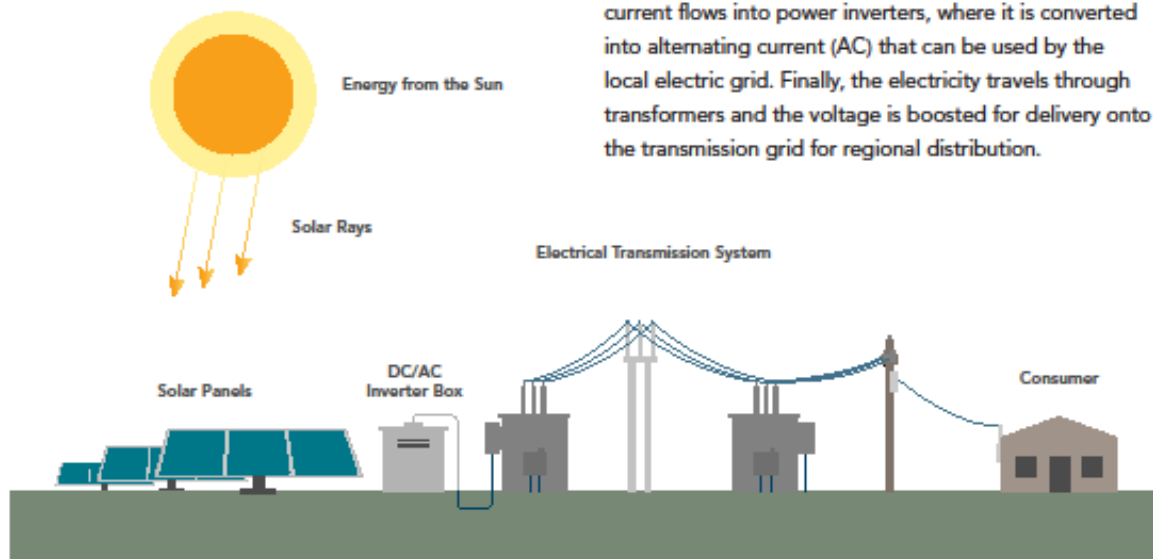 current flows into power inverters, where it is converted
into alternating current (AC) that can be used by the
local electric grid. Finally, the electricity travels through
transformers and the voltage is boosted for delivery onto
the transmission grid for regional distribution.
Energy from the Sun
Solar Rays
Electrical Transmission System
Solar Panels
DC/AC
Inverter Box
Consumer